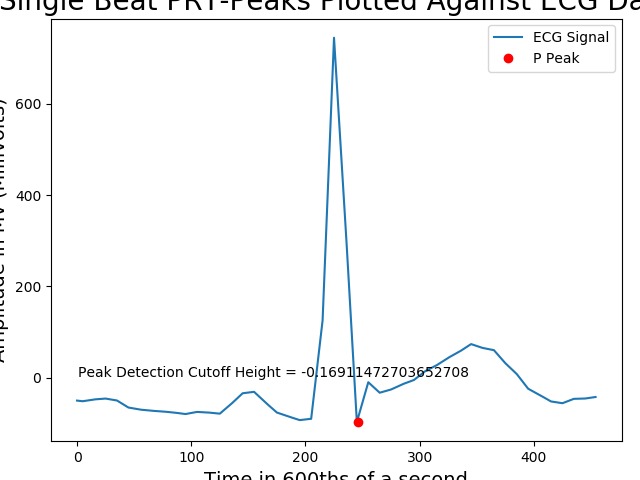 Single Beat PRT-Peaks Plotted Against ECG Da
ECG Signal
P Peak
600
400
200
0
Amplitude in MV (MilliVolts)
Peak Detection Cutoff Height = -0.16911472703652708
0 100 200 300 400
Time in 600ths of a second